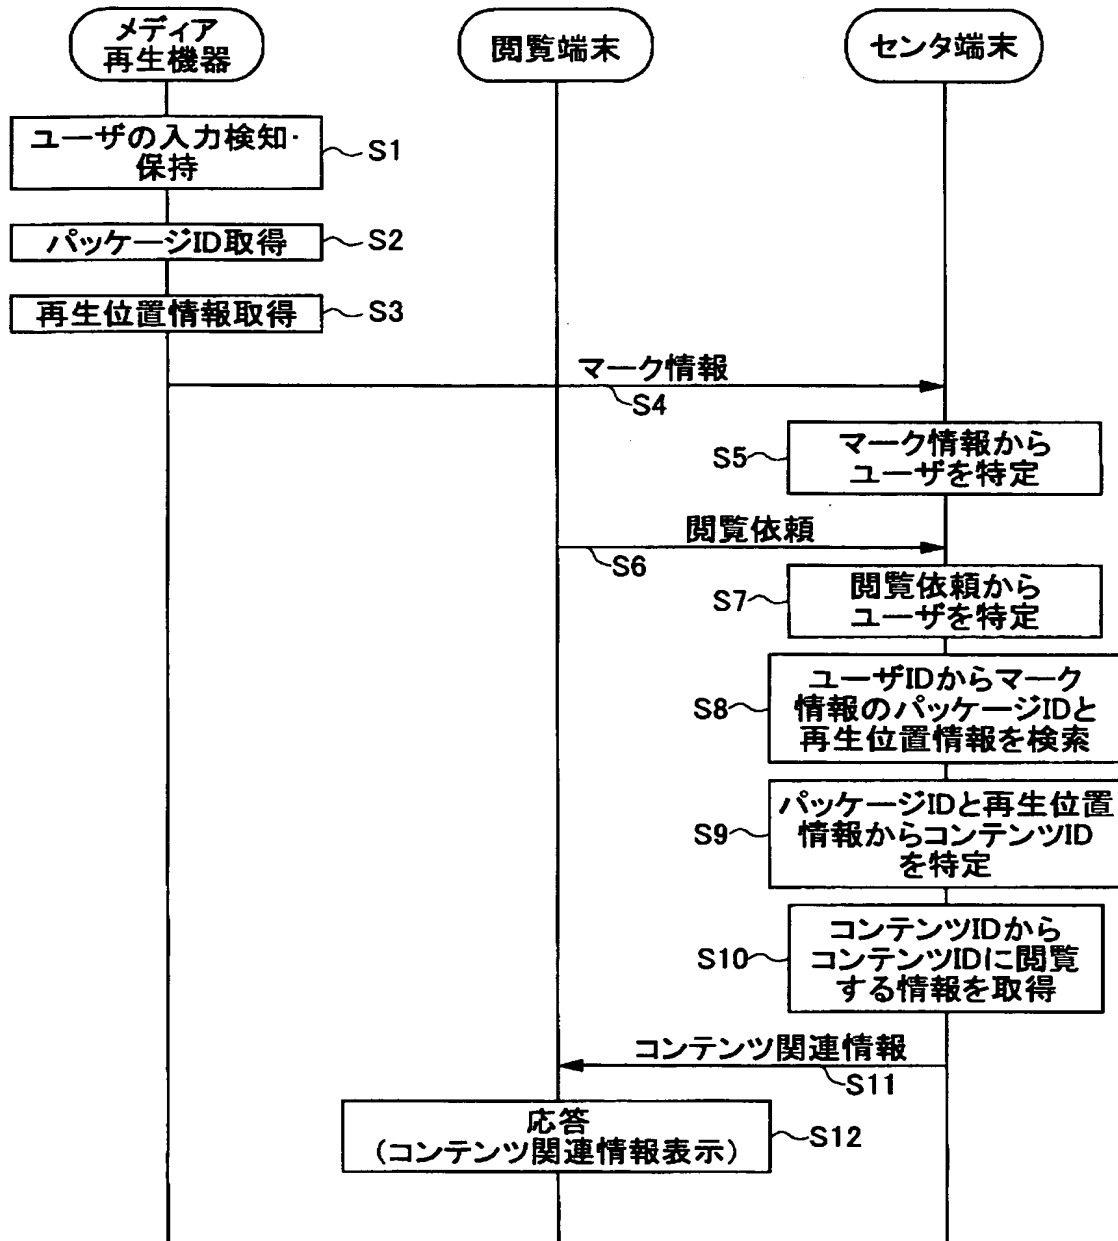 メディア
再生機器
閲覧端末
センタ端末
ユーザの入力検知・
保持
S1
パッケージID取得
S2
再生位置情報取得
S3
マーク情報
S4
マーク情報から
ユーザを特定
S5
閲覧依頼
S6
閲覧依頼から
ユーザを特定
S7
ユーザIDからマーク
情報のパッケージIDと
再生位置情報を検索
S8
パッケージIDと再生位置
情報からコンテンツID
を特定
S9
コンテンツIDから
コンテンツIDに閲覧
する情報を取得
S10
コンテンツ関連情報
S11
応答
(コンテンツ関連情報表示)
S12